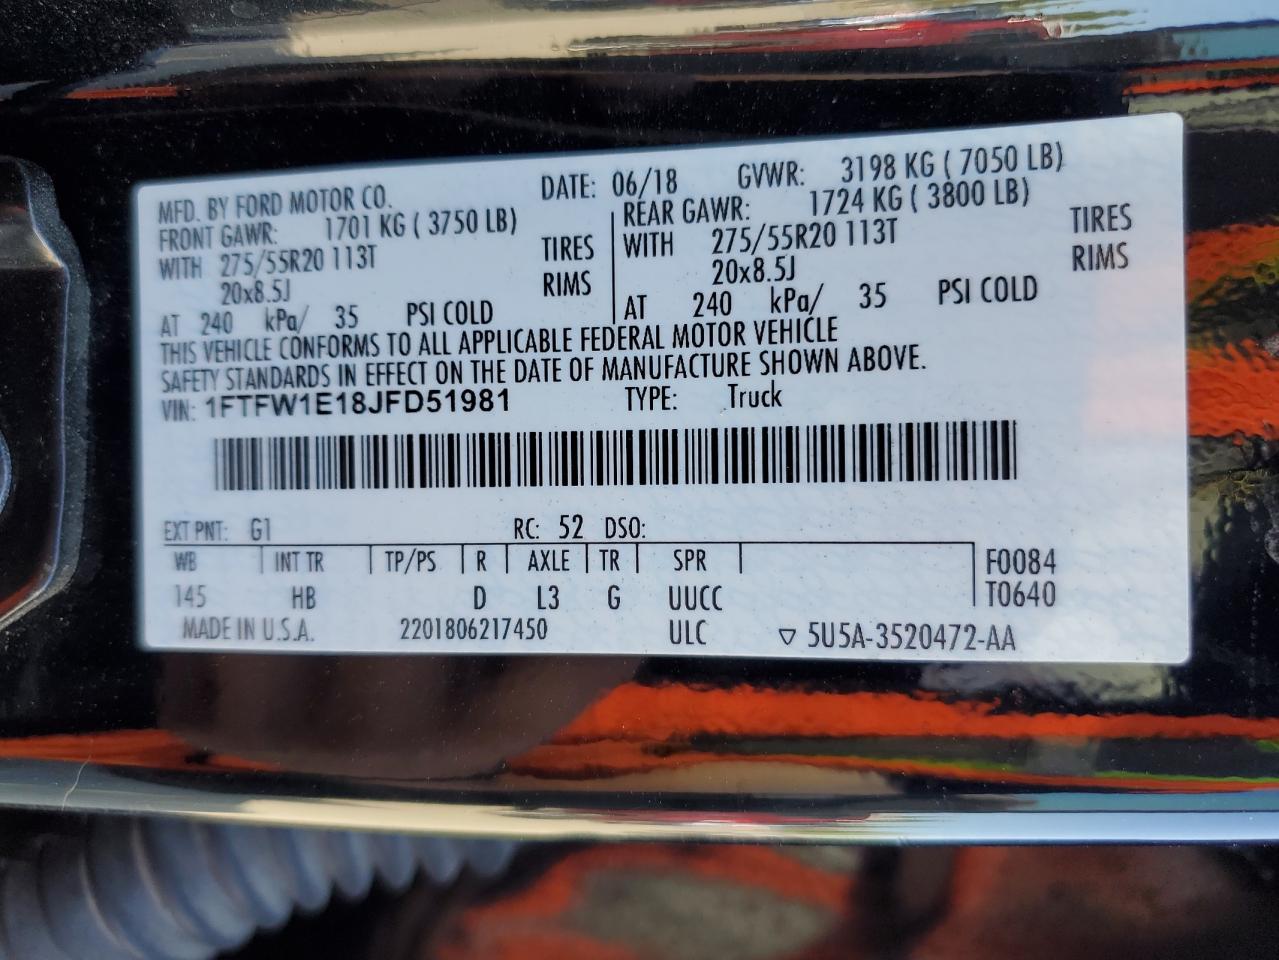 MFD. BY FORD MOTOR CO. DATE: 06/18 GVWR: 3198 KG ( 7050 LB)
FRONT GAWR: 1701 KG ( 3750 LB) REAR GAWR: 1724 KG ( 3800 LB)
WITH 275/55R20 113T TIRES WITH 275/55R20 113T TIRES
20x8.5J RIMS 20x8.5J RIMS
AT 240 kPa/ 35 PSI COLD AT 240 kPa/ 35 PSI COLD
THIS VEHICLE CONFORMS TO ALL APPLICABLE FEDERAL MOTOR VEHICLE
SAFETY STANDARDS IN EFFECT ON THE DATE OF MANUFACTURE SHOWN ABOVE.
VIN: 1FTFW1E18JFD51981 TYPE: Truck
EXT PNT: G1 RC: 52 DSO:
WB INT TR TP/PS R AXLE TR SPR F0084
145 HB D L3 G UUCC T0640
MADE IN U.S.A. 2201806217450 ULC ▽ 5U5A-3520472-AA